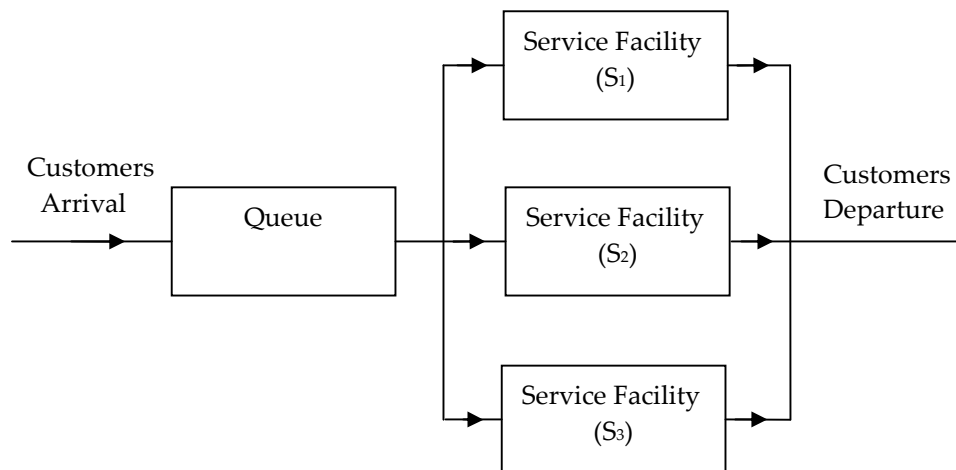 Service Facility
(S1)
Customers
Arrival
Queue
Service Facility
(S2)
Customers
Departure
Service Facility
(S3)